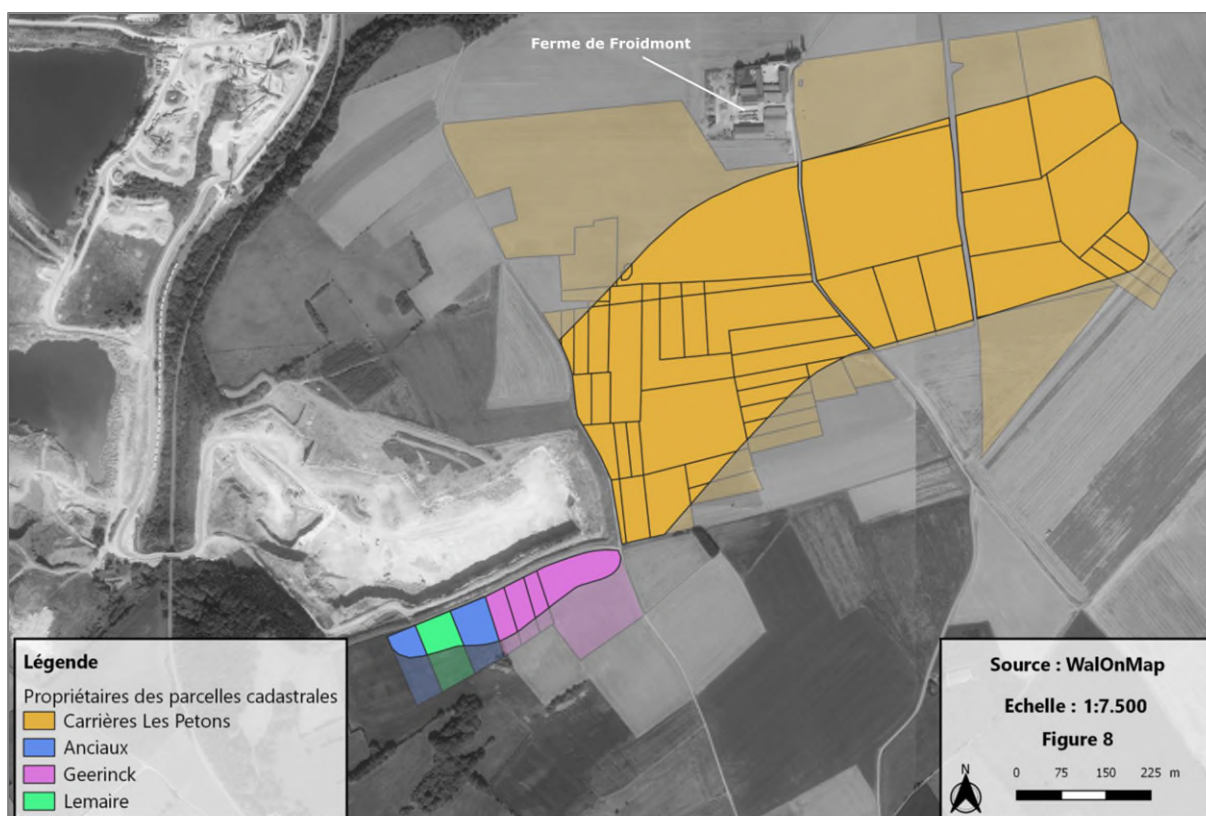 Ferme de Froidmont
Légende
Propriétaires des parcelles cadastrales
Carrières Les Petons
Anciaux
Geerinck
Lemaire
Source : WalOnMap
Echelle : 1:7.500
Figure 8
N
0 75 150 225 m